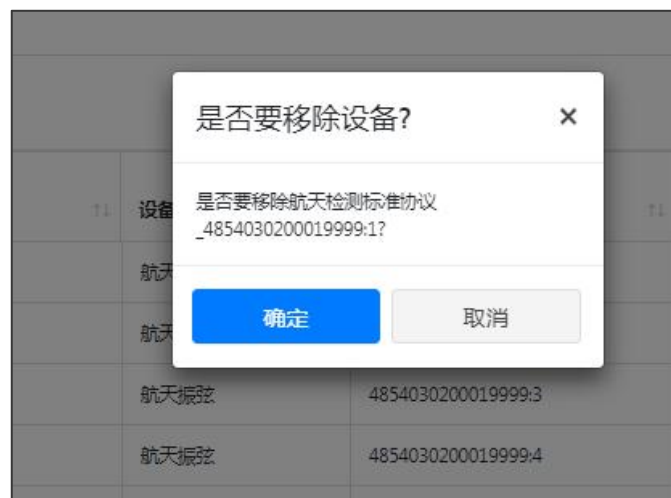 是否要移除设备?
×
是否要移除航天检测标准协议
_4854030200019999:1?
确定
取消
设备
航天
航天
航天振弦 4854030200019999:3
航天振弦 4854030200019999:4